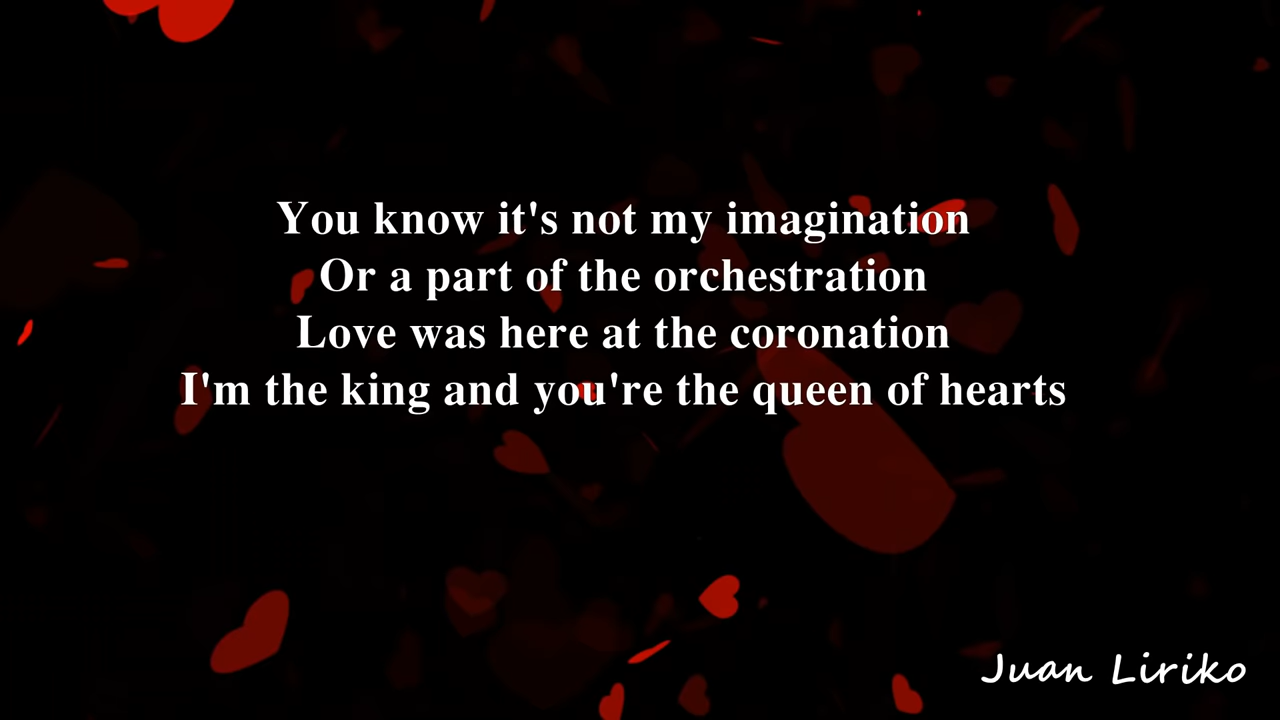 You know it's not my imagination
Or a part of the orchestration
Love was here at the coronation
I'm the king and you're the queen of hearts
Juan Liriko